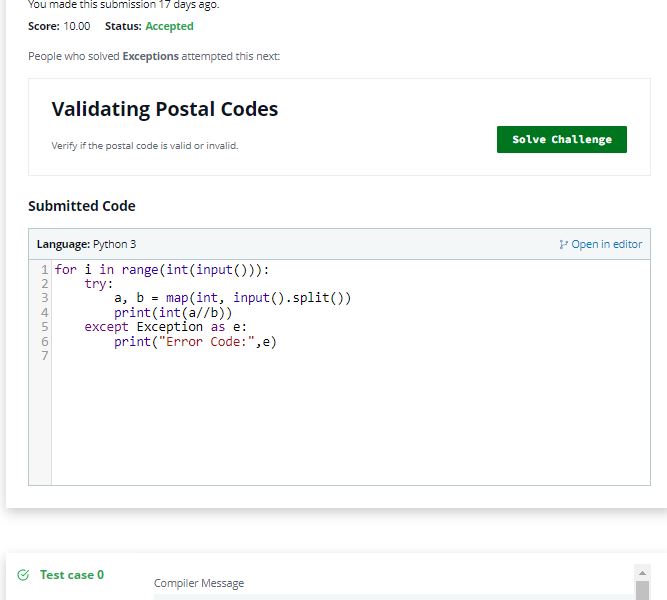 You made this submission 17 days ago.
Score: 10.00 Status: Accepted
People who solved Exceptions attempted this next:
Validating Postal Codes
Verify if the postal code is valid or invalid.
Solve Challenge
Submitted Code
Language: Python 3 Open in editor
1 for i in range(int(input())):
2     try:
3         a, b = map(int, input().split())
4         print(int(a//b))
5     except Exception as e:
6         print("Error Code:",e)
7
Test case 0
Compiler Message